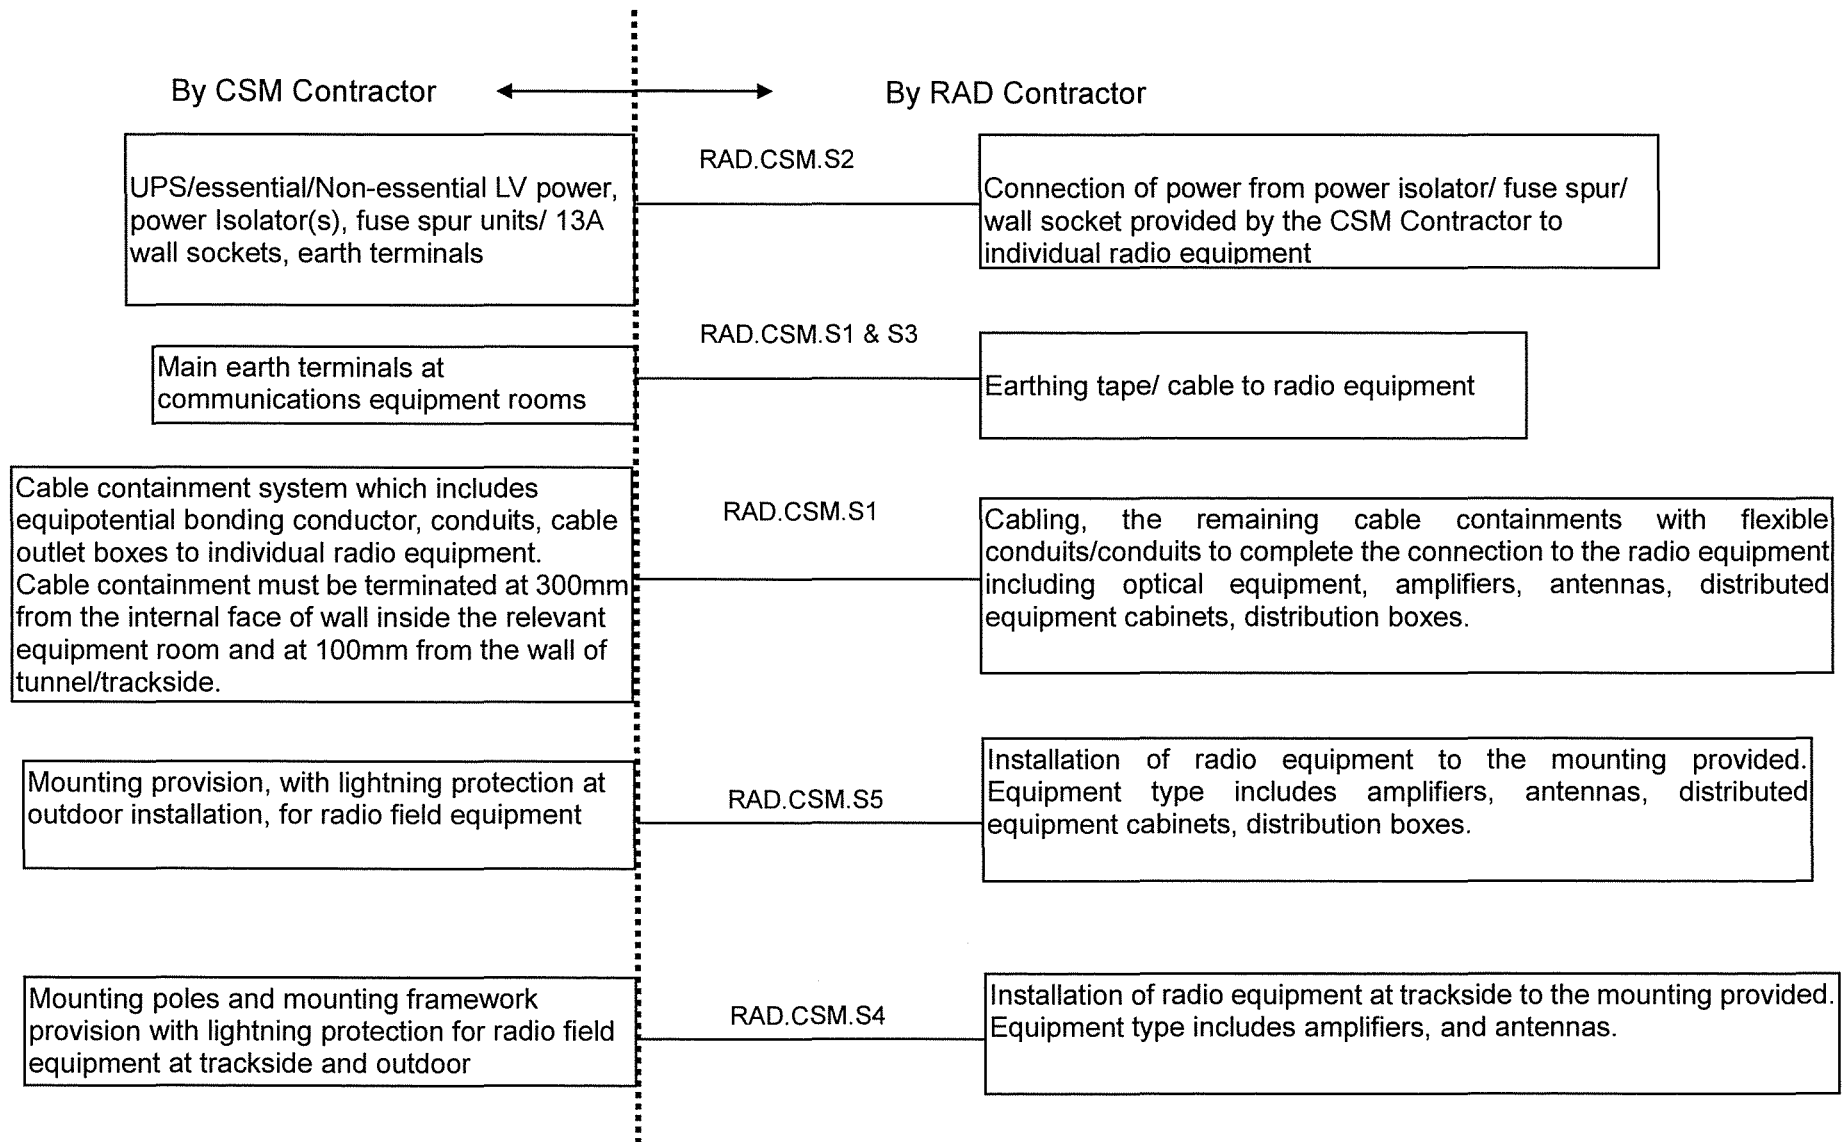 By CSM Contractor
By RAD Contractor
UPS/essential/Non-essential LV power,
power Isolator(s), fuse spur units/ 13A
wall sockets, earth terminals
RAD.CSM.S2
Connection of power from power isolator/ fuse spur/
wall socket provided by the CSM Contractor to
individual radio equipment
Main earth terminals at
communications equipment rooms
RAD.CSM.S1 & S3
Earthing tape/ cable to radio equipment
Cable containment system which includes
equipotential bonding conductor, conduits, cable
outlet boxes to individual radio equipment.
Cable containment must be terminated at 300mm
from the internal face of wall inside the relevant
equipment room and at 100mm from the wall of
tunnel/trackside.
RAD.CSM.S1
Cabling, the remaining cable containments with flexible
conduits/conduits to complete the connection to the radio equipment
including optical equipment, amplifiers, antennas, distributed
equipment cabinets, distribution boxes.
Mounting provision, with lightning protection at
outdoor installation, for radio field equipment
RAD.CSM.S5
Installation of radio equipment to the mounting provided.
Equipment type includes amplifiers, antennas, distributed
equipment cabinets, distribution boxes.
Mounting poles and mounting framework
provision with lightning protection for radio field
equipment at trackside and outdoor
RAD.CSM.S4
Installation of radio equipment at trackside to the mounting provided.
Equipment type includes amplifiers, and antennas.